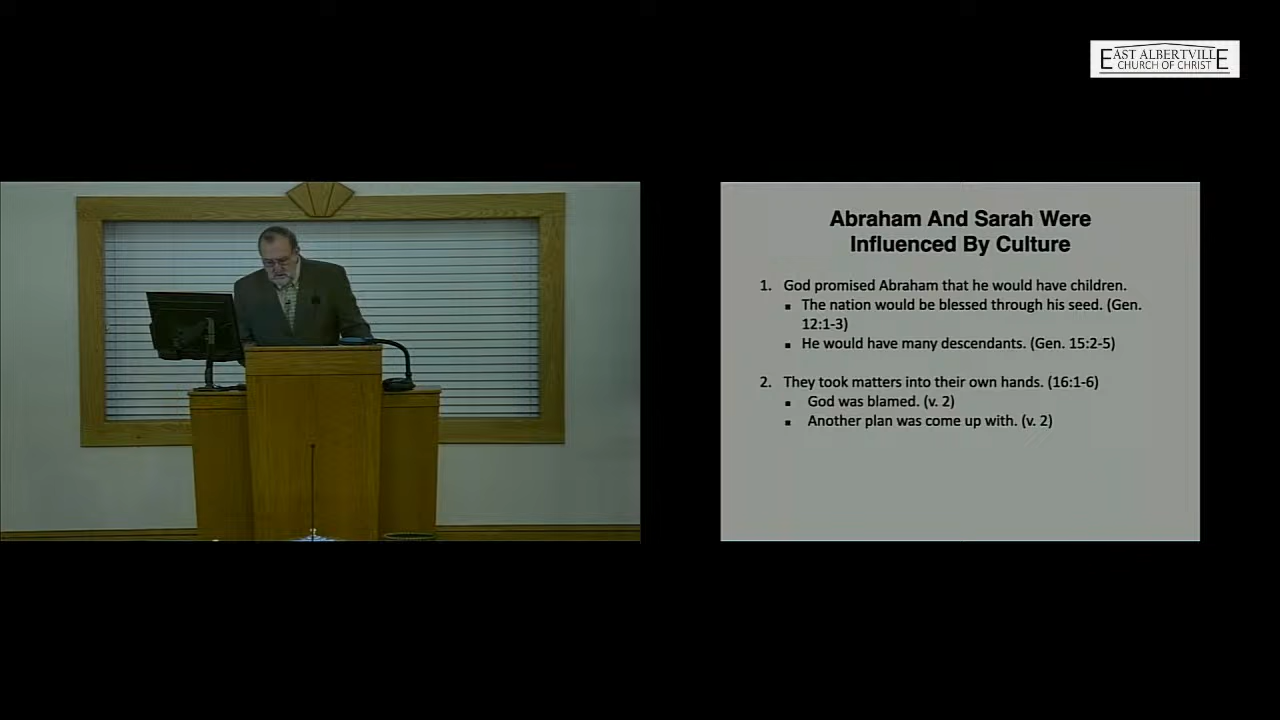 EAST ALBERTVILLE
CHURCH OF CHRIST
Abraham And Sarah Were
Influenced By Culture
1. God promised Abraham that he would have children.
▪ The nation would be blessed through his seed. (Gen.
12:1-3)
▪ He would have many descendants. (Gen. 15:2-5)
2. They took matters into their own hands. (16:1-6)
▪ God was blamed. (v. 2)
▪ Another plan was come up with. (v. 2)